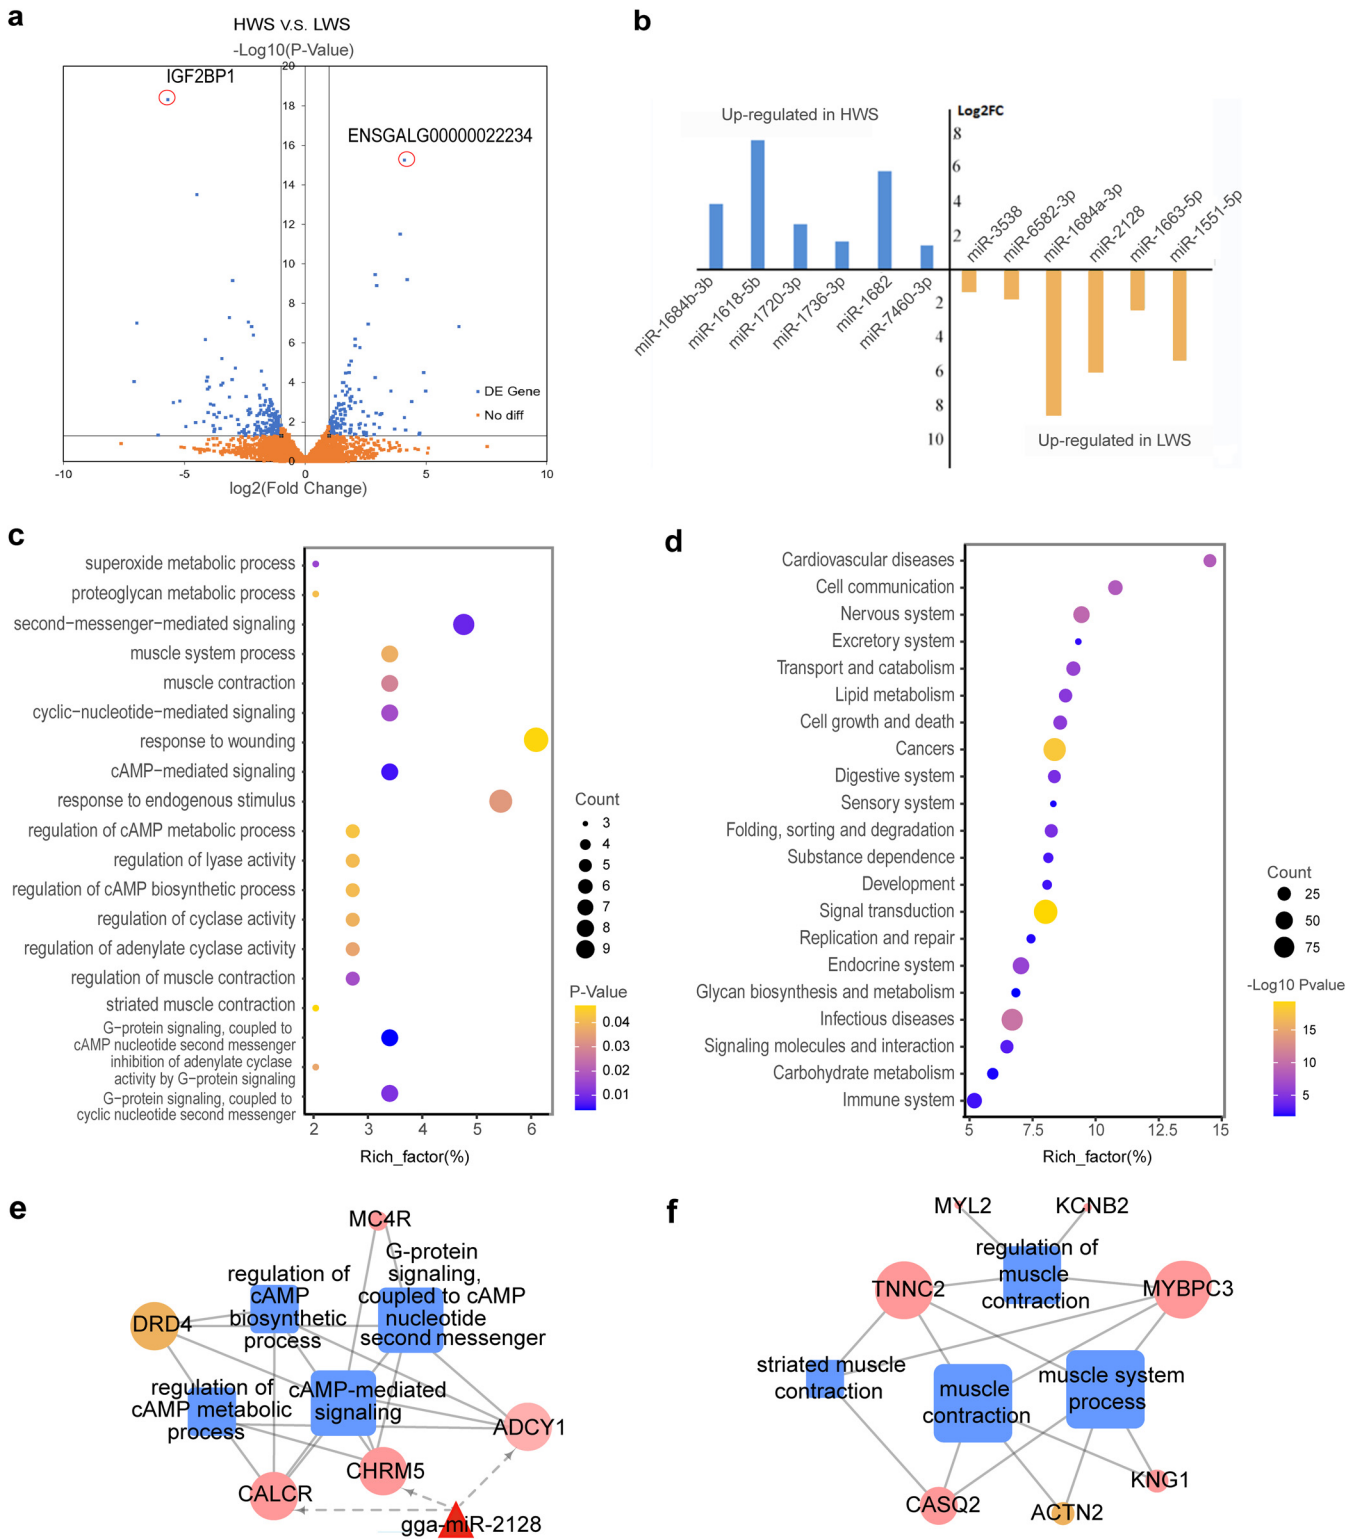 a
HWS V.S. LWS
-Log10(P-Value)
20
18
16
14
12
10
8
6
4
2
0
IGF2BP1
ENSGALG00000022234
DE Gene
No diff
-10
-5
0
5
10
log2(Fold Change)
b
Up-regulated in HWS
Log2FC
8
6
4
2
2
4
6
8
10
miR-1684b-3b
miR-1618-5b
miR-1720-3p
miR-1736-3p
miR-1682
miR-7460-3p
miR-3538
miR-6582-3p
miR-1684a-3p
miR-2128
miR-1663-5p
miR-1551-5p
Up-regulated in LWS
c
superoxide metabolic process
proteoglycan metabolic process
second−messenger−mediated signaling
muscle system process
muscle contraction
cyclic−nucleotide−mediated signaling
response to wounding
cAMP−mediated signaling
response to endogenous stimulus
regulation of cAMP metabolic process
regulation of lyase activity
regulation of cAMP biosynthetic process
regulation of cyclase activity
regulation of adenylate cyclase activity
regulation of muscle contraction
striated muscle contraction
G−protein signaling, coupled to
cAMP nucleotide second messenger
inhibition of adenylate cyclase
activity by G−protein signaling
G−protein signaling, coupled to
cyclic nucleotide second messenger
2
3
4
5
6
Rich_factor(%)
Count
3
4
5
6
7
8
9
P-Value
0.04
0.03
0.02
0.01
d
Cardiovascular diseases
Cell communication
Nervous system
Excretory system
Transport and catabolism
Lipid metabolism
Cell growth and death
Cancers
Digestive system
Sensory system
Folding, sorting and degradation
Substance dependence
Development
Signal transduction
Replication and repair
Endocrine system
Glycan biosynthesis and metabolism
Infectious diseases
Signaling molecules and interaction
Carbohydrate metabolism
Immune system
5
7.5
10
12.5
15
Rich_factor(%)
Count
25
50
75
-Log10 Pvalue
15
10
5
e
MC4R
G-protein
signaling,
coupled to cAMP
nucleotide
second messenger
regulation of
cAMP
biosynthetic
process
DRD4
regulation of
cAMP metabolic
process
cAMP-mediated
signaling
ADCY1
CHRM5
CALCR
gga-miR-2128
f
MYL2
KCNB2
regulation of
muscle
contraction
TNNC2
MYBPC3
striated muscle
contraction
muscle
contraction
muscle system
process
KNG1
CASQ2
ACTN2